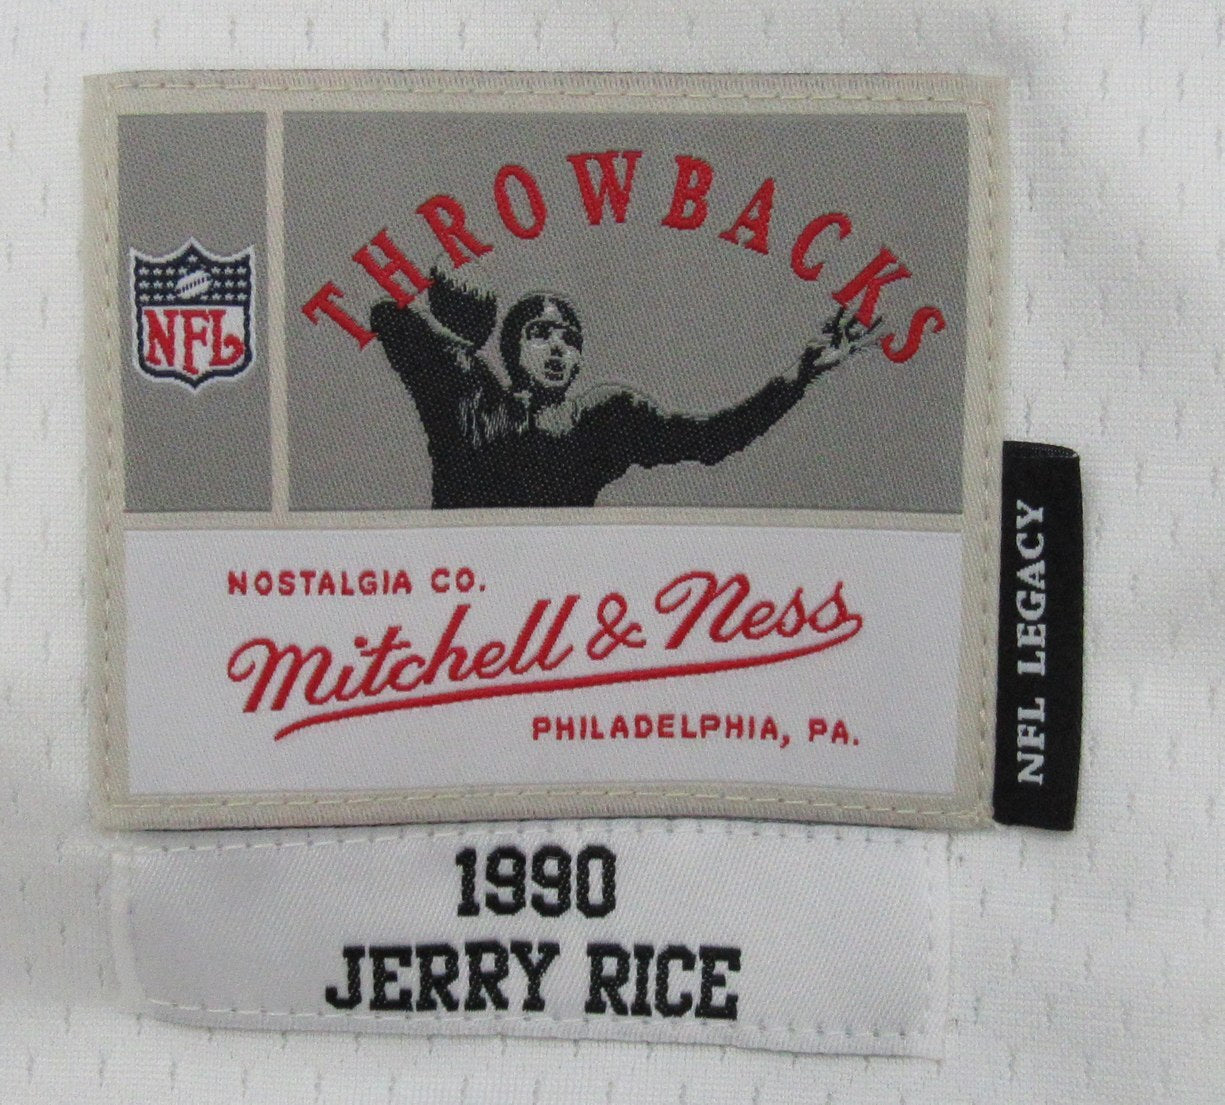 THROWBACKS
NFL
NOSTALGIA CO.
Mitchell & Ness
PHILADELPHIA, PA.
NFL LEGACY
1990
JERRY RICE